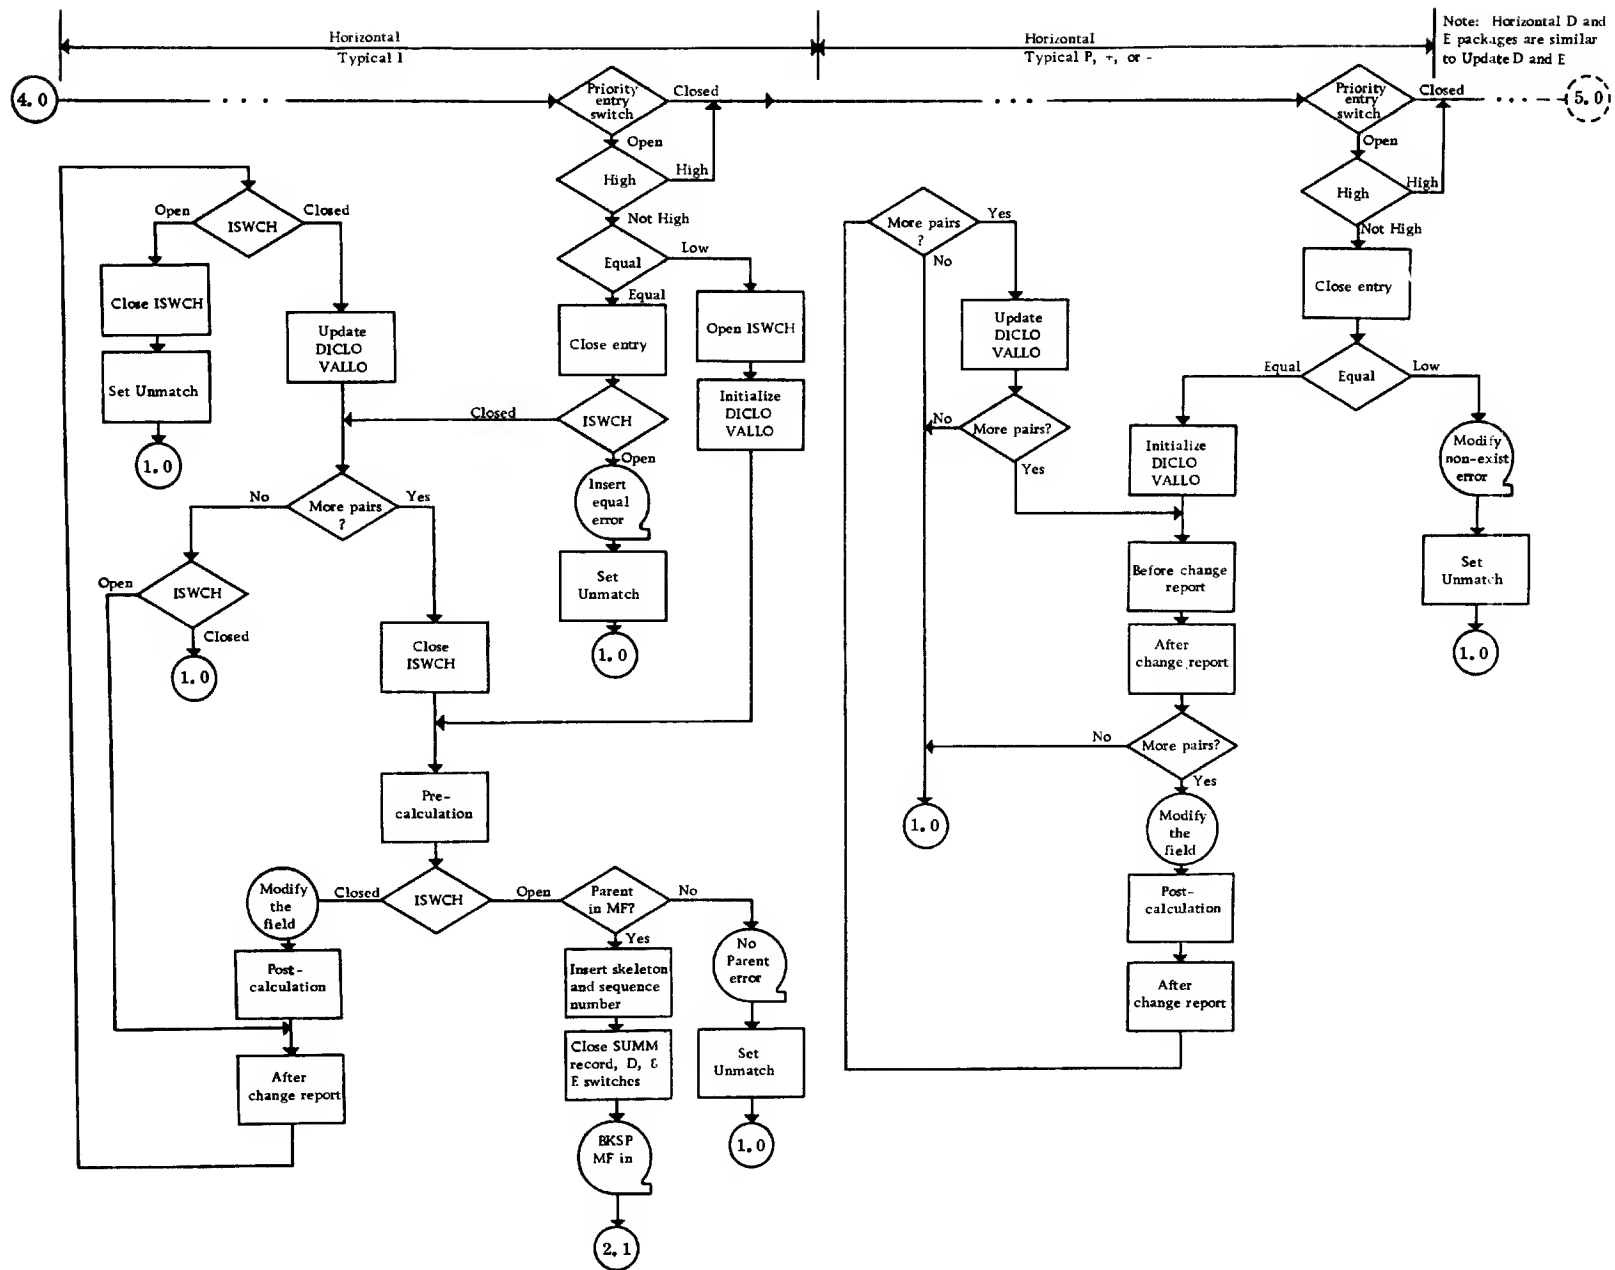 Horizontal
Typical I
Horizontal
Typical P, +, or -
Note: Horizontal D and
E packages are similar
to Update D and E
4.0
Priority
entry
switch
Closed
Open
High
High
Not High
Equal
Low
Equal
Close entry
ISWCH
Closed
Open
Insert
equal
error
Set
Unmatch
1.0
Open ISWCH
Initialize
DICLO
VALLO
ISWCH
Open
Closed
Close ISWCH
Set Unmatch
1.0
Update
DICLO
VALLO
More pairs
?
No
Yes
ISWCH
Open
Closed
1.0
Close
ISWCH
Pre-
calculation
ISWCH
Closed
Open
Modify
the
field
Post-
calculation
After
change report
Parent
in MF?
No
Yes
Insert skeleton
and sequence
number
Close SUMM
record, D, &
E switches
BKSP
MF in
2.1
No
Parent
error
Set
Unmatch
1.0
Priority
entry
switch
Closed
5.0
Open
High
High
Not High
Close entry
Equal
Equal
Low
Modify
non-exist
error
Set
Unmatch
1.0
Initialize
DICLO
VALLO
Before change
report
After
change report
More pairs?
No
Yes
Modify
the
field
Post-
calculation
After
change report
More pairs
?
Yes
No
Update
DICLO
VALLO
More pairs?
No
Yes
1.0